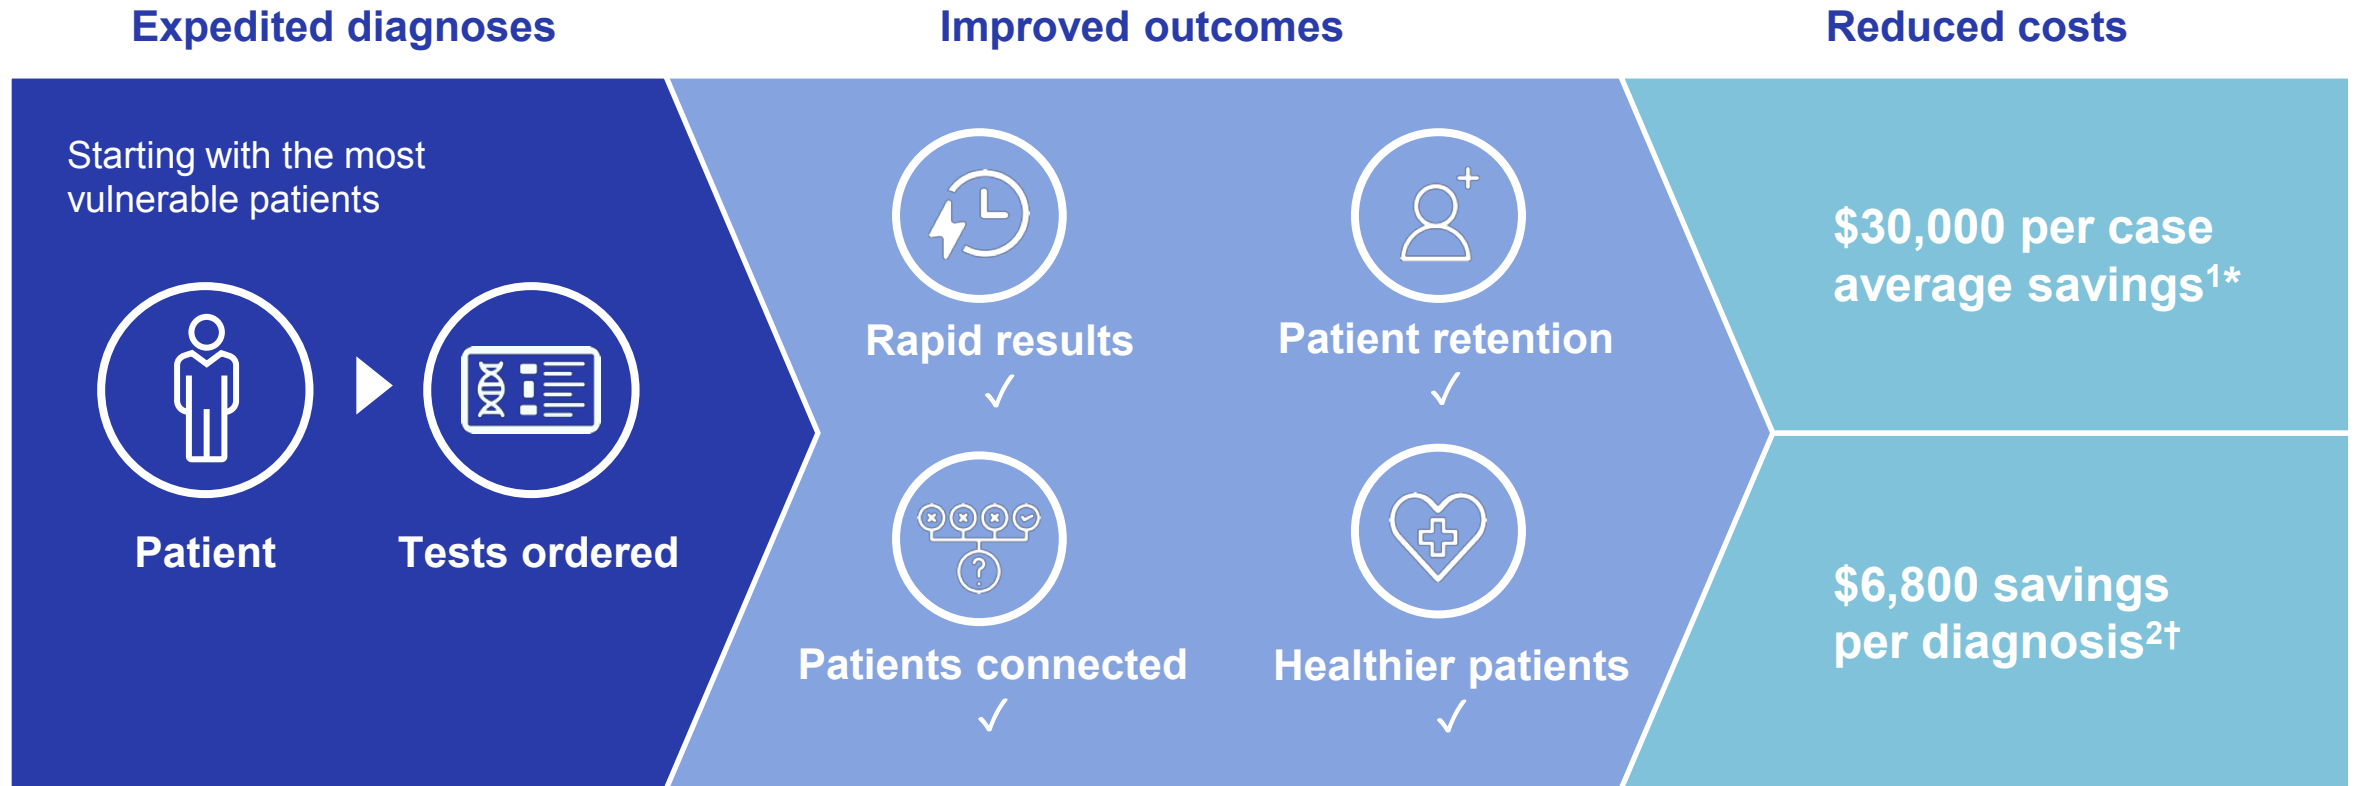 Expedited diagnoses
Improved outcomes
Reduced costs
Starting with the most
vulnerable patients
Patient
Tests ordered
Rapid results
✓
Patient retention
✓
?
Patients connected
✓
Healthier patients
✓
$30,000 per case
average savings¹*
$6,800 savings
per diagnosis²†